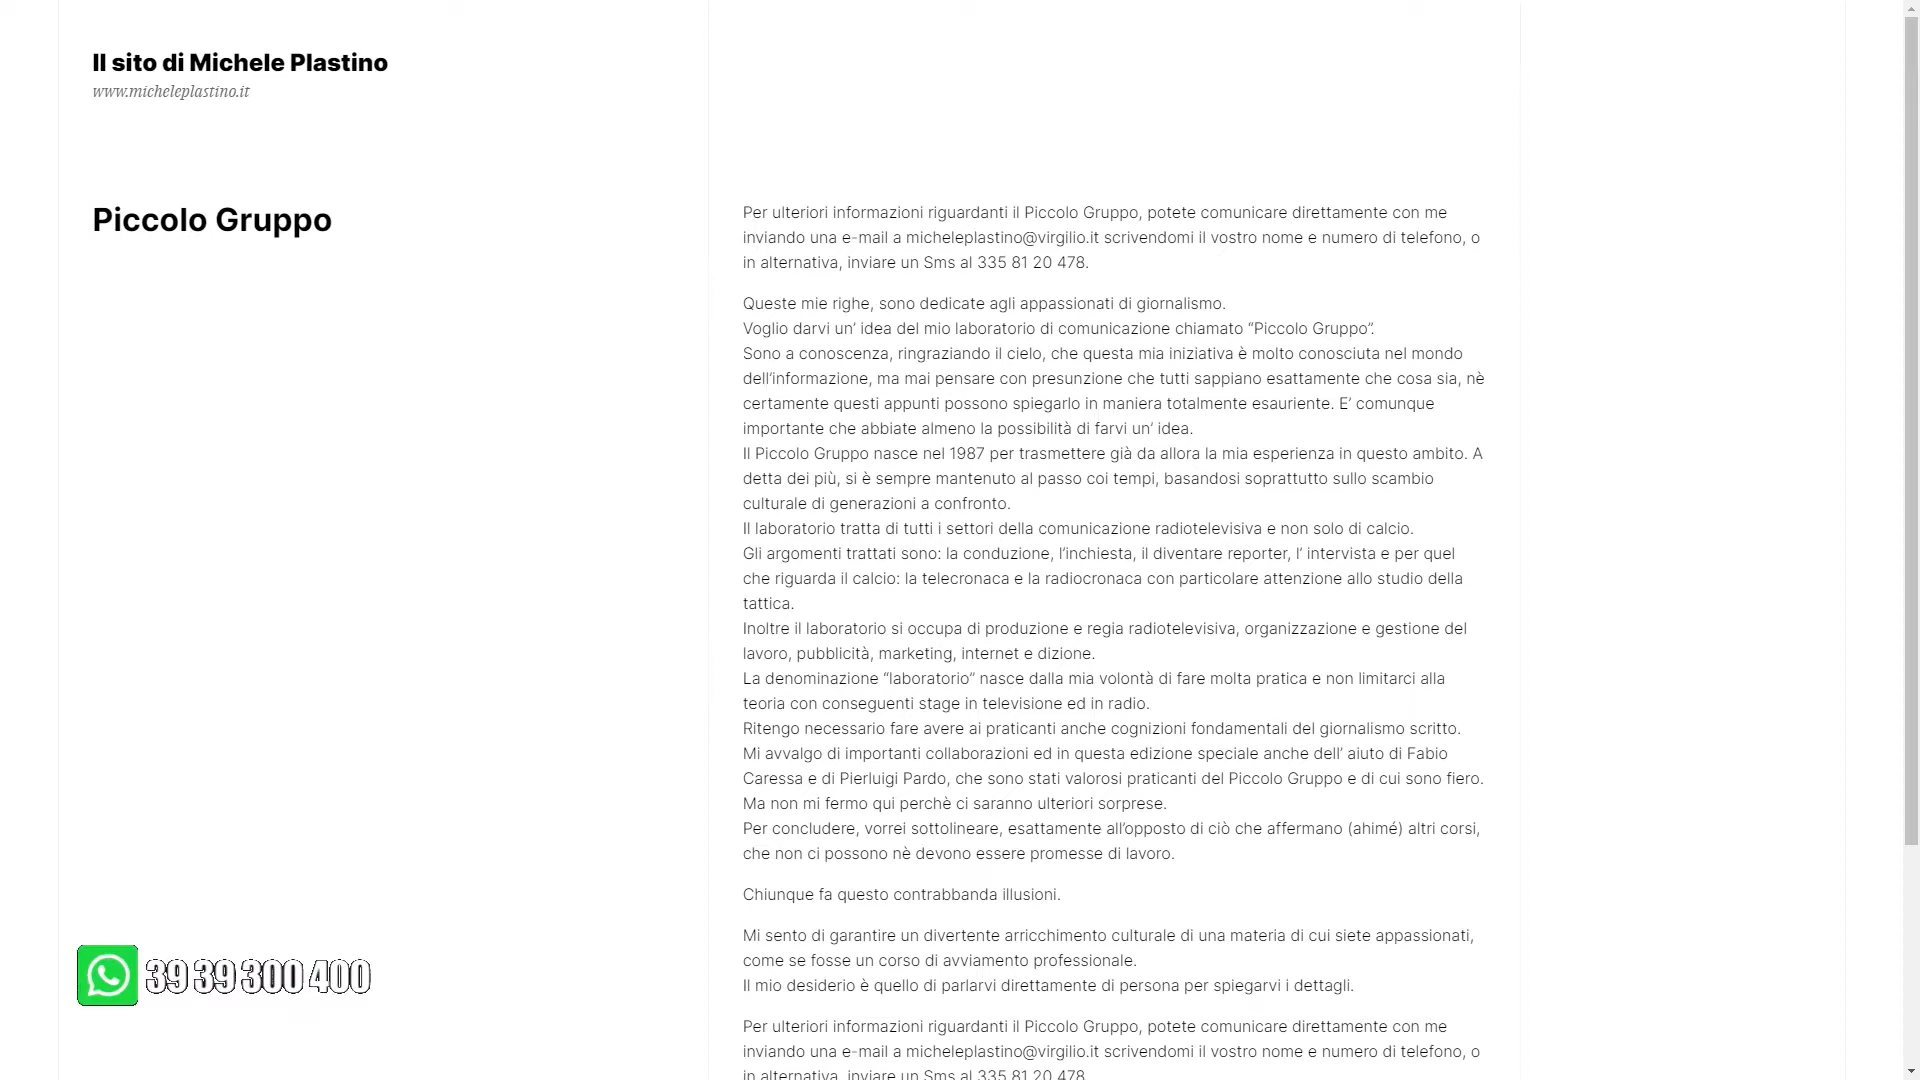 Il sito di Michele Plastino
www.micheleplastino.it
Piccolo Gruppo
Per ulteriori informazioni riguardanti il Piccolo Gruppo, potete comunicare direttamente con me
inviando una e-mail a micheleplastino@virgilio.it scrivendomi il vostro nome e numero di telefono, o
in alternativa, inviare un Sms al 335 81 20 478.
Queste mie righe, sono dedicate agli appassionati di giornalismo.
Voglio darvi un’ idea del mio laboratorio di comunicazione chiamato “Piccolo Gruppo”.
Sono a conoscenza, ringraziando il cielo, che questa mia iniziativa è molto conosciuta nel mondo
dell’informazione, ma mai pensare con presunzione che tutti sappiano esattamente che cosa sia, nè
certamente questi appunti possono spiegarlo in maniera totalmente esauriente. E’ comunque
importante che abbiate almeno la possibilità di farvi un’ idea.
Il Piccolo Gruppo nasce nel 1987 per trasmettere già da allora la mia esperienza in questo ambito. A
detta dei più, si è sempre mantenuto al passo coi tempi, basandosi soprattutto sullo scambio
culturale di generazioni a confronto.
Il laboratorio tratta di tutti i settori della comunicazione radiotelevisiva e non solo di calcio.
Gli argomenti trattati sono: la conduzione, l’inchiesta, il diventare reporter, l’ intervista e per quel
che riguarda il calcio: la telecronaca e la radiocronaca con particolare attenzione allo studio della
tattica.
Inoltre il laboratorio si occupa di produzione e regia radiotelevisiva, organizzazione e gestione del
lavoro, pubblicità, marketing, internet e dizione.
La denominazione “laboratorio” nasce dalla mia volontà di fare molta pratica e non limitarci alla
teoria con conseguenti stage in televisione ed in radio.
Ritengo necessario fare avere ai praticanti anche cognizioni fondamentali del giornalismo scritto.
Mi avvalgo di importanti collaborazioni ed in questa edizione speciale anche dell’ aiuto di Fabio
Caressa e di Pierluigi Pardo, che sono stati valorosi praticanti del Piccolo Gruppo e di cui sono fiero.
Ma non mi fermo qui perchè ci saranno ulteriori sorprese.
Per concludere, vorrei sottolineare, esattamente all’opposto di ciò che affermano (ahimé) altri corsi,
che non ci possono nè devono essere promesse di lavoro.
Chiunque fa questo contrabbanda illusioni.
Mi sento di garantire un divertente arricchimento culturale di una materia di cui siete appassionati,
come se fosse un corso di avviamento professionale.
Il mio desiderio è quello di parlarvi direttamente di persona per spiegarvi i dettagli.
Per ulteriori informazioni riguardanti il Piccolo Gruppo, potete comunicare direttamente con me
inviando una e-mail a micheleplastino@virgilio.it scrivendomi il vostro nome e numero di telefono, o
in alternativa, inviare un Sms al 335 81 20 478.
39 39 300 400